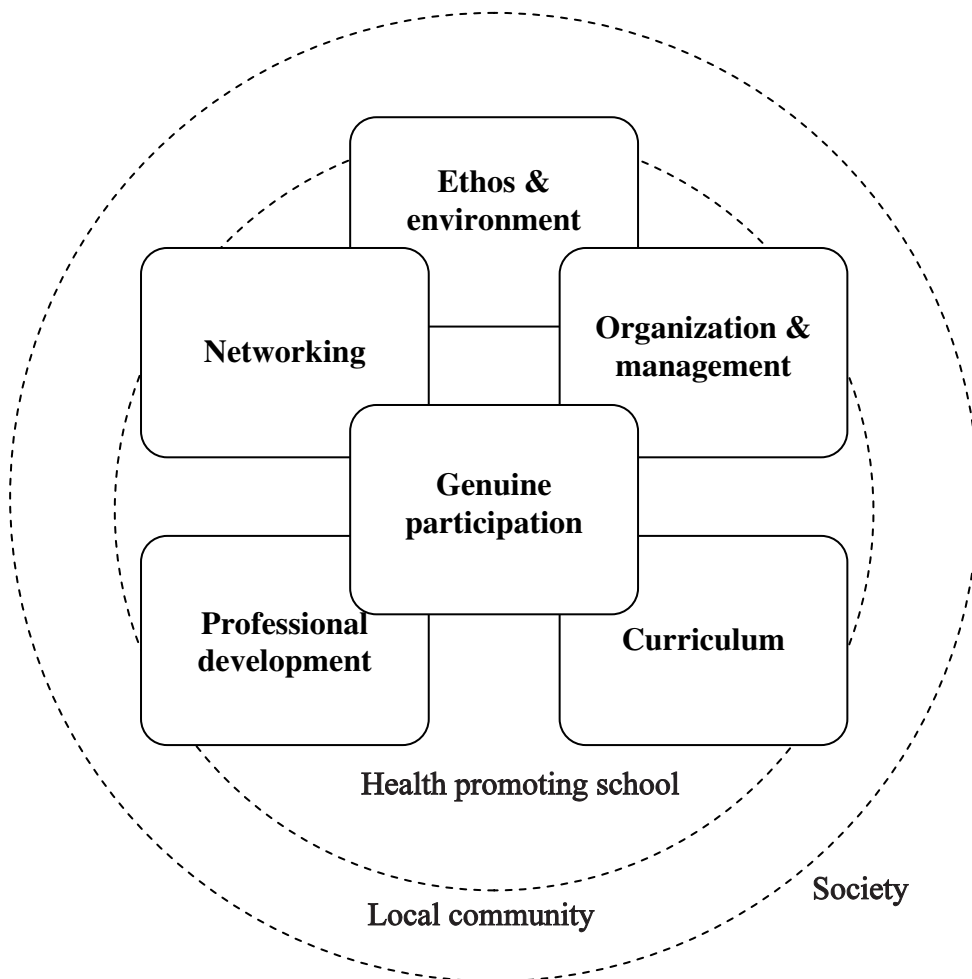 Ethos &
environment
Networking
Organization &
management
Genuine
participation
Professional
development
Curriculum
Health promoting school
Society
Local community